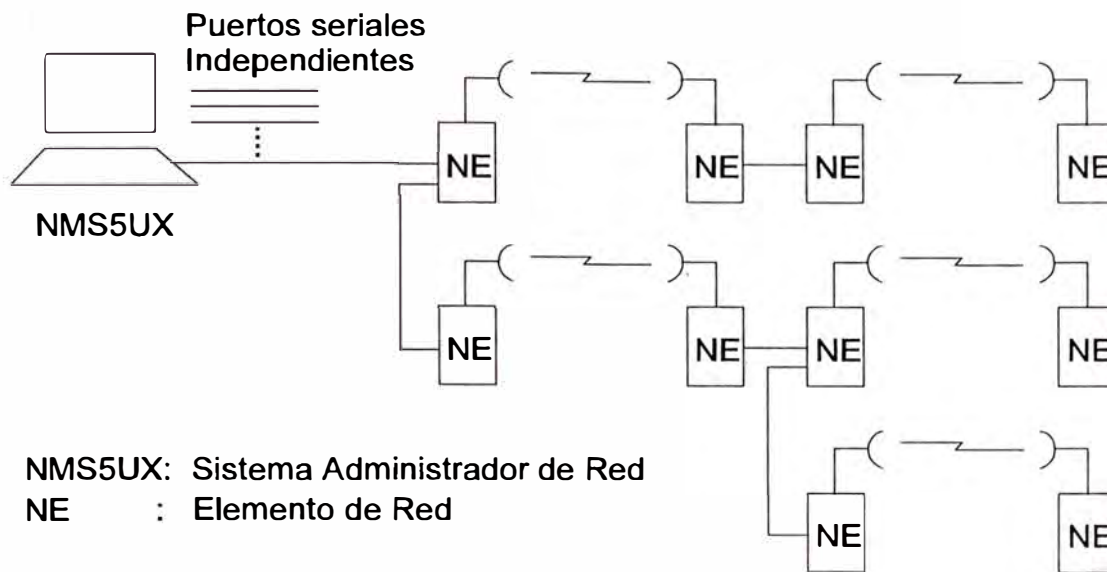 Puertos seriales
Independientes
NE
NE
NE
NE
NMS5UX
NE
NE
NE
NE
NMS5UX: Sistema Administrador de Red
NE : Elemento de Red
NE
NE